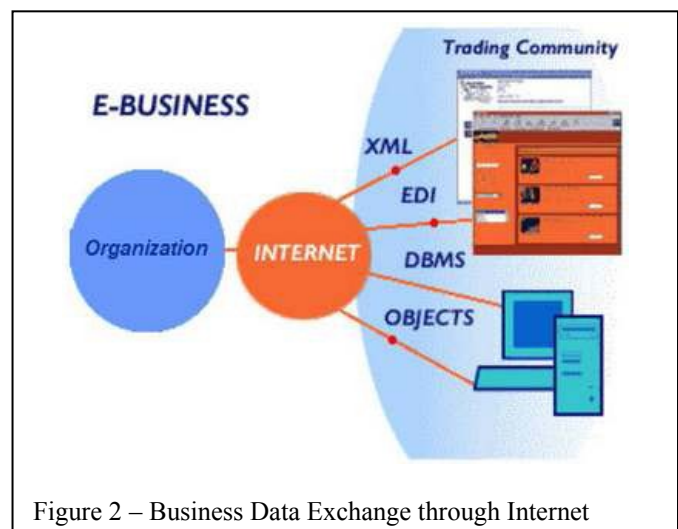 Trading Community
E-BUSINESS
XML
EDI
Organization
INTERNET
DBMS
OBJECTS
Figure 2 – Business Data Exchange through Internet